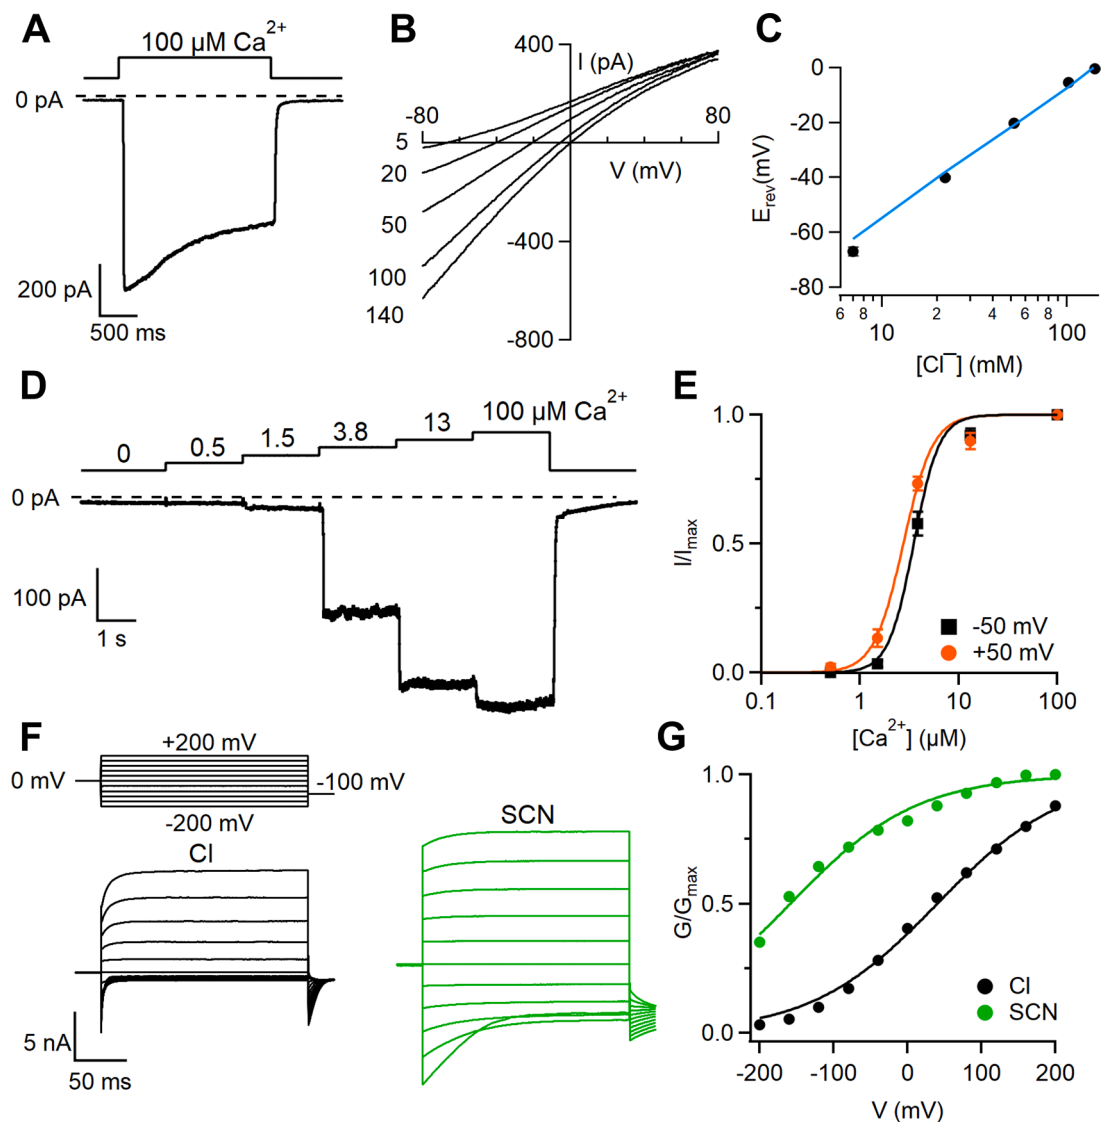 A
100 µM Ca2+
0 pA
200 pA
500 ms
B
400
I (pA)
-80
80
V (mV)
5
20
50
100
140
-400
-800
C
0
-20
-40
-60
-80
Erev(mV)
6
8
2
4
6
8
10
100
[Cl–] (mM)
D
0
0.5
1.5
3.8
13
100 µM Ca2+
0 pA
100 pA
1 s
E
1.0
0.5
0.0
I/Imax
-50 mV
+50 mV
0.1
1
10
100
[Ca2+] (µM)
F
+200 mV
0 mV
-100 mV
-200 mV
Cl
SCN
5 nA
50 ms
G
1.0
0.5
0.0
G/Gmax
Cl
SCN
-200
-100
0
100
200
V (mV)